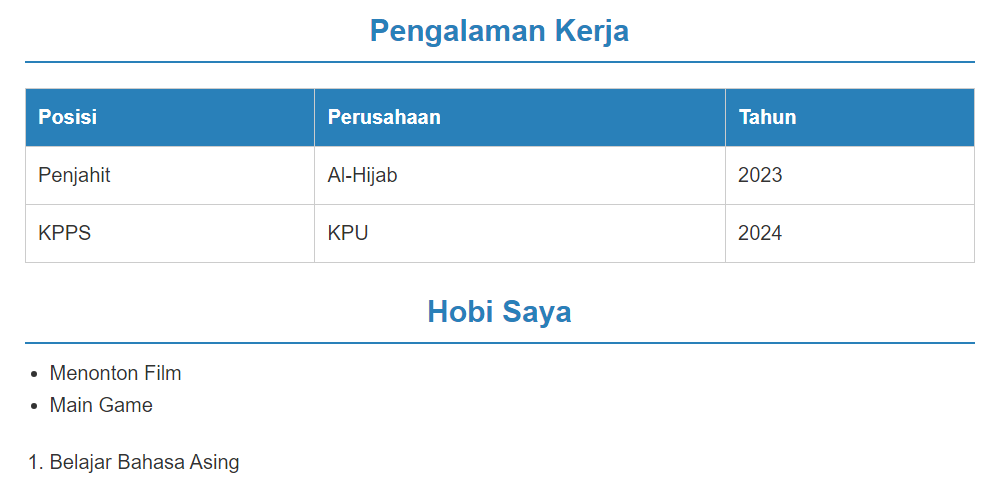 Pengalaman Kerja
Posisi Perusahaan Tahun
Penjahit Al-Hijab 2023
KPPS KPU 2024
Hobi Saya
• Menonton Film
• Main Game
1. Belajar Bahasa Asing